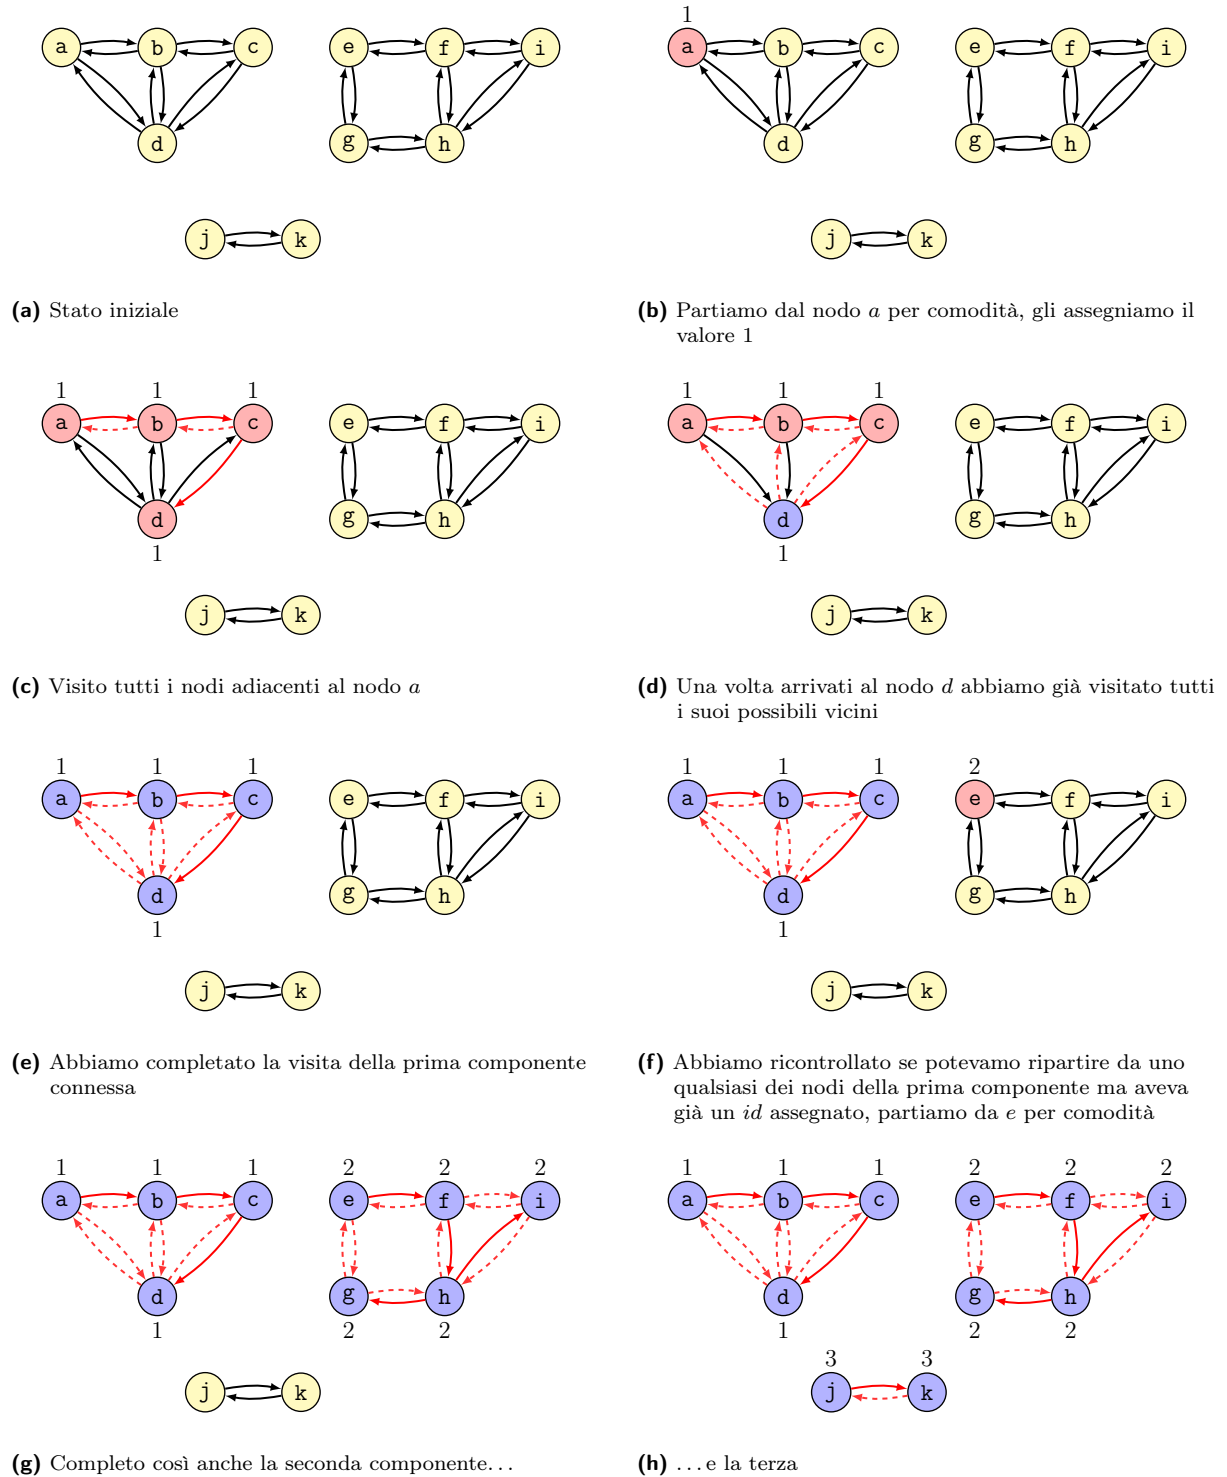 a b c e f i
d g h
j k
(a) Stato iniziale
1
a b c e f i
d g h
j k
(b) Partiamo dal nodo a per comodità, gli assegniamo il
valore 1
1 1 1
a b c e f i
d g h
1
j k
(c) Visito tutti i nodi adiacenti al nodo a
1 1 1
a b c e f i
d g h
1
j k
(d) Una volta arrivati al nodo d abbiamo già visitato tutti
i suoi possibili vicini
1 1 1
a b c e f i
d g h
1
j k
(e) Abbiamo completato la visita della prima componente
connessa
1 1 1 2
a b c e f i
d g h
1
j k
(f) Abbiamo ricontrollato se potevamo ripartire da uno
qualsiasi dei nodi della prima componente ma aveva
già un id assegnato, partiamo da e per comodità
1 1 1 2 2 2
a b c e f i
d g h
1 2 2
j k
(g) Completo così anche la seconda componente...
1 1 1 2 2 2
a b c e f i
d g h
1 2 2
3 3
j k
(h) ...e la terza